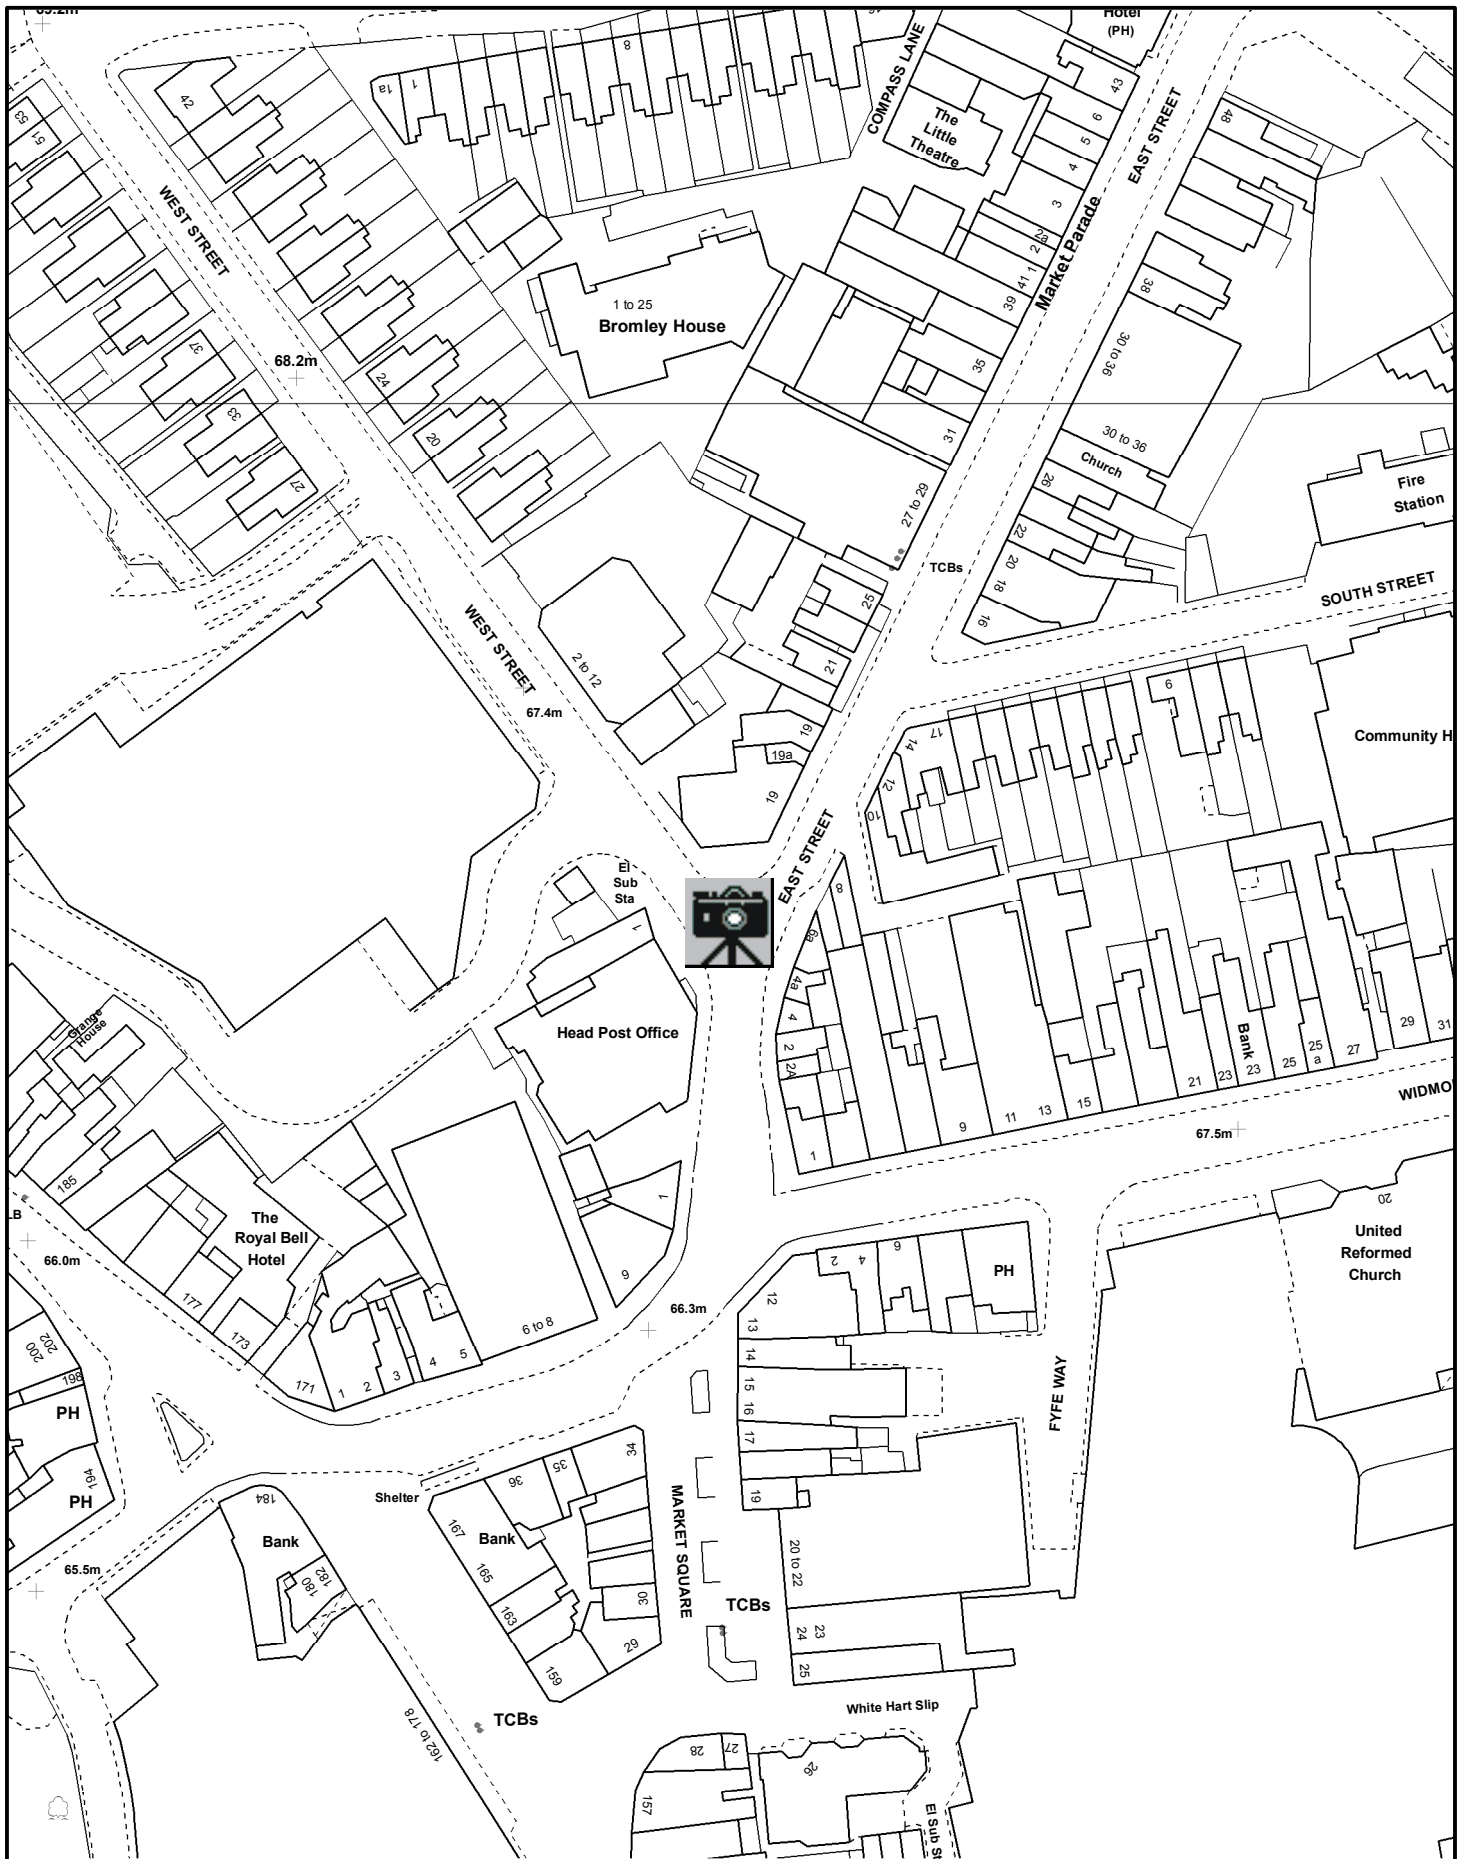 Hotel
(PH)
COMPASS LANE
8
1
1a
43
42
6
5
4
3
2a
2
1
41
39
35
31
The
Little
Theatre
EAST STREET
48
53
51
WEST STREET
Market Parade
38
1 to 25
Bromley House
37
68.2m
24
33
20
27
30 to 36
30 to 36
Church
26
Fire
Station
27 to 29
22
20
18
16
TCBs
25
SOUTH STREET
WEST STREET
2 to 12
21
6
67.4m
19
14
17
Community H
19a
12
19
10
EAST STREET
El
Sub
Sta
8
1
6a
4a
4
2
2A
Grange
House
Head Post Office
Bank
29
31
27
25
a
25
23
23
21
15
13
11
9
1
WIDMO
67.5m
185
LB
66.0m
The
Royal Bell
Hotel
177
173
7
9
20
United
Reformed
Church
2
4
6
PH
12
13
14
15
16
17
19
66.3m
6 to 8
5
4
3
2
1
171
202
200
198
PH
194
PH
FYFE WAY
34
35
36
184
Shelter
Bank
167
Bank
165
163
159
MARKET SQUARE
182
180
30
29
65.5m
20 to 22
TCBs
23
24
25
White Hart Slip
TCBs
162 to 178
28
27
26
157
El Sub St